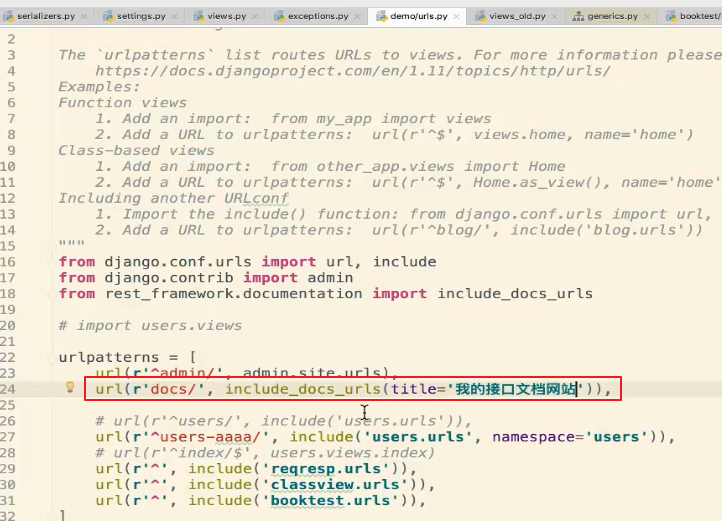 serializers.py × settings.py × views.py × exceptions.py × demo/urls.py × views_old.py × generics.py × booktest/
2
3 The `urlpatterns` list routes URLs to views. For more information please
4 https://docs.djangoproject.com/en/1.11/topics/http/urls/
5 Examples:
6 Function views
7 1. Add an import:  from my_app import views
8 2. Add a URL to urlpatterns:  url(r'^$', views.home, name='home')
9 Class-based views
10 1. Add an import:  from other_app.views import Home
11 2. Add a URL to urlpatterns:  url(r'^$', Home.as_view(), name='home'
12 Including another URLconf
13 1. Import the include() function: from django.conf.urls import url,
14 2. Add a URL to urlpatterns:  url(r'^blog/', include('blog.urls'))
15 """
16 from django.conf.urls import url, include
17 from django.contrib import admin
18 from rest_framework.documentation import include_docs_urls
19
20 # import users.views
21
22 urlpatterns = [
23 url(r'^admin/', admin.site.urls),
24 url(r'docs/', include_docs_urls(title='我的接口文档网站')),
25
26 # url(r'^users/', include('users.urls')),
27 url(r'^users-aaaa/', include('users.urls', namespace='users')),
28 # url(r'^index/$', users.views.index)
29 url(r'^', include('reqresp.urls')),
30 url(r'^', include('classview.urls')),
31 url(r'^', include('booktest.urls')),
32 ]